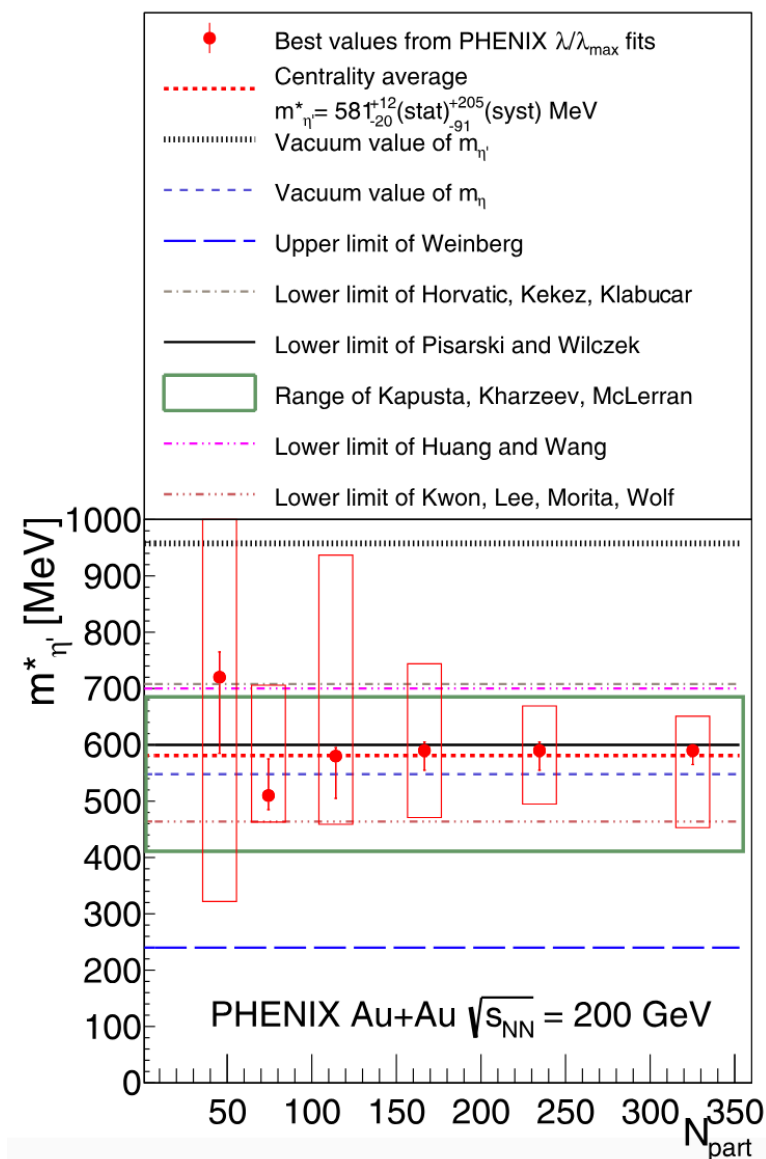 Best values from PHENIX λ/λmax fits
Centrality average
m*η'= 581+12-20(stat)+205-91(syst) MeV
Vacuum value of mη'
Vacuum value of mη
Upper limit of Weinberg
Lower limit of Horvatic, Kekez, Klabucar
Lower limit of Pisarski and Wilczek
Range of Kapusta, Kharzeev, McLerran
Lower limit of Huang and Wang
Lower limit of Kwon, Lee, Morita, Wolf
m*η' [MeV]
1000
900
800
700
600
500
400
300
200
100
0
PHENIX Au+Au √sNN = 200 GeV
50 100 150 200 250 300 350
Npart